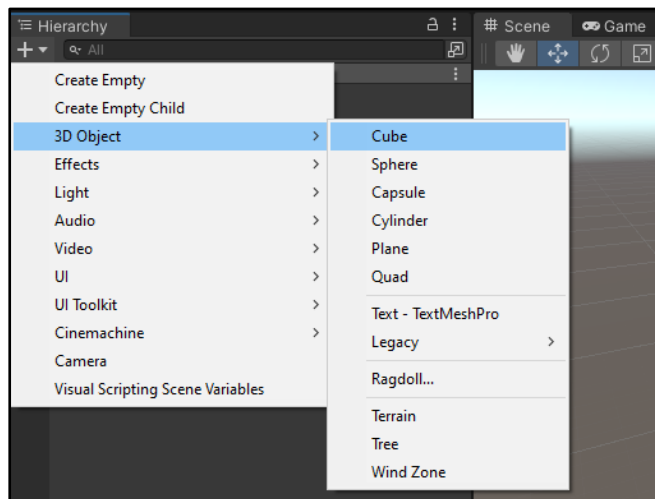 Hierarchy
# Scene
Game
All
Create Empty
Create Empty Child
3D Object
Effects
Light
Audio
Video
UI
UI Toolkit
Cinemachine
Camera
Visual Scripting Scene Variables
Cube
Sphere
Capsule
Cylinder
Plane
Quad
Text - TextMeshPro
Legacy
Ragdoll...
Terrain
Tree
Wind Zone